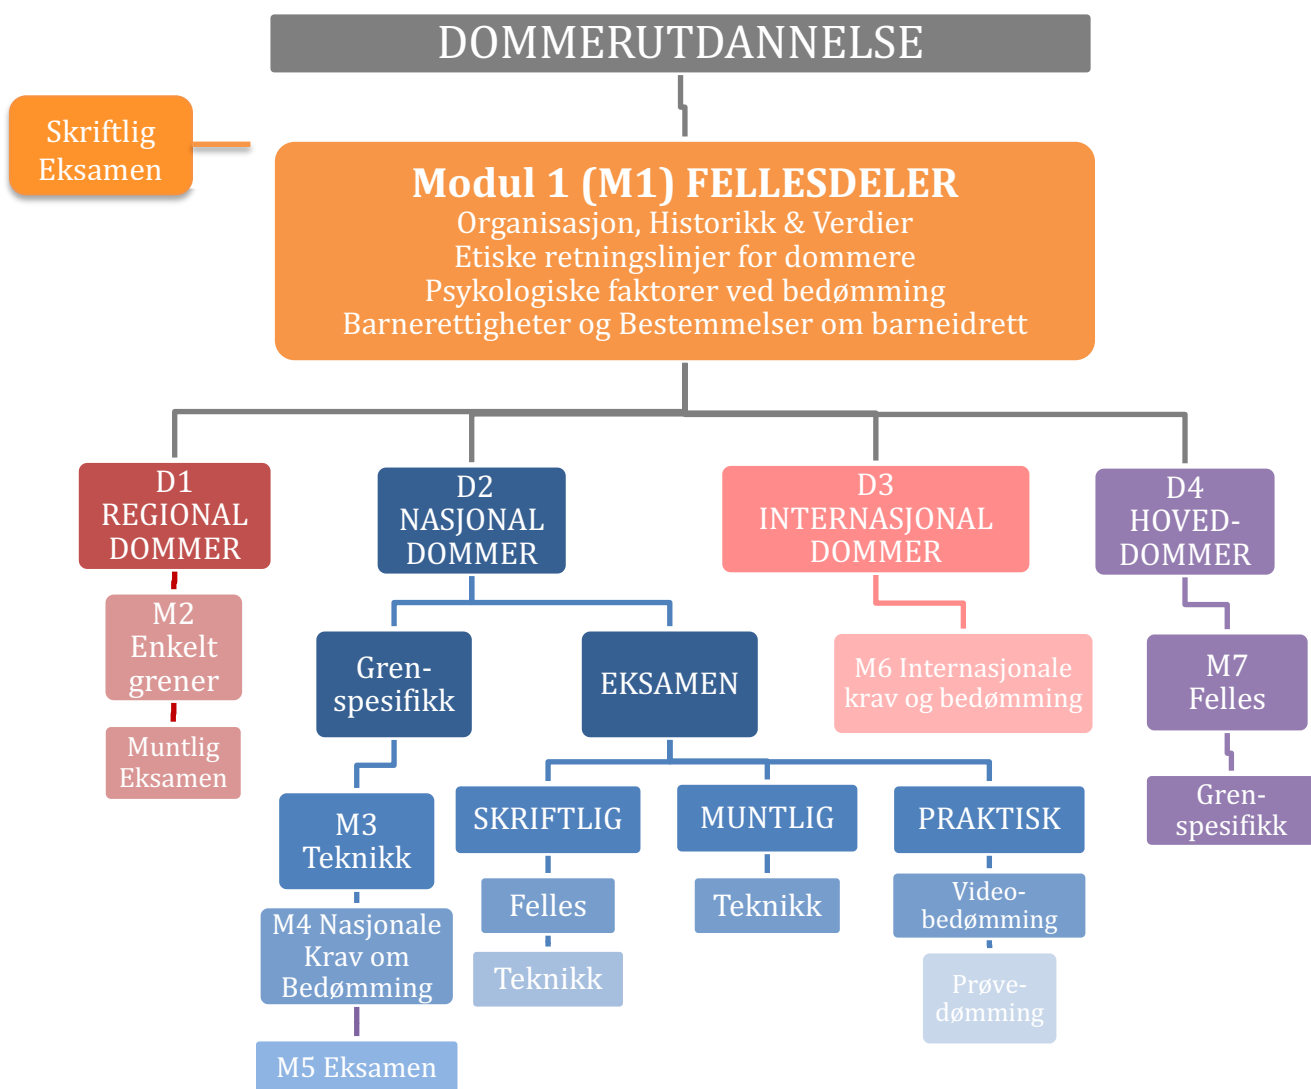 DOMMERUTDANNELSE
Skriftlig
Eksamen
Modul 1 (M1) FELLESDELER
Organisasjon, Historikk & Verdier
Etiske retningslinjer for dommere
Psykologiske faktorer ved bedømming
Barnerettigheter og Bestemmelser om barneidrett
D1
REGIONAL
DOMMER
D2
NASJONAL
DOMMER
D3
INTERNASJONAL
DOMMER
D4
HOVED-
DOMMER
M2
Enkelt
grener
Muntlig
Eksamen
Gren-
spesifikk
EKSAMEN
M6 Internasjonale
krav og bedømming
M7
Felles
Gren-
spesifikk
M3
Teknikk
SKRIFTLIG
MUNTLIG
PRAKTISK
Felles
Teknikk
Teknikk
Video-
bedømming
Prøve-
dømming
M4 Nasjonale
Krav om
Bedømming
M5 Eksamen